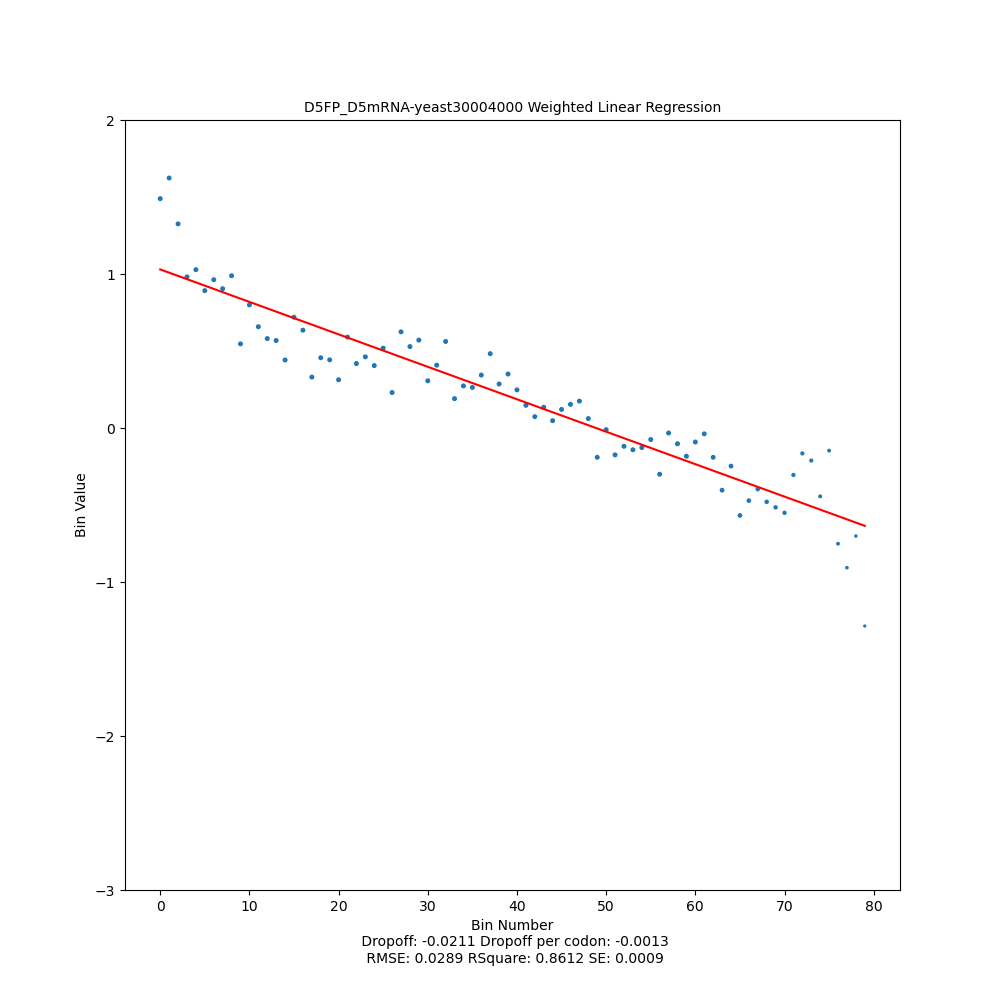 D5FP_D5mRNA-yeast30004000 Weighted Linear Regression
2
1
0
−1
−2
−3
Bin Value
0 10 20 30 40 50 60 70 80
Bin Number
Dropoff: -0.0211 Dropoff per codon: -0.0013
RMSE: 0.0289 RSquare: 0.8612 SE: 0.0009